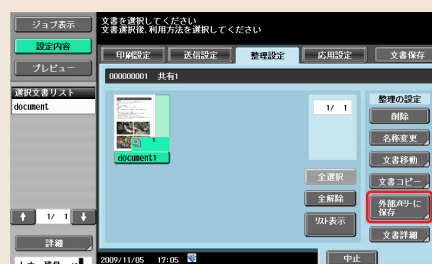 ジョブ表示
文書を選択してください
文書選択後､利用方法を選択してください
設定内容
プレビュー
印刷設定
送信設定
整理設定
応用設定
文書保存
000000001 共有1
選択文書リスト
document
document1
1/ 1
整理の設定
削除
名称変更
文書移動
文書コピー
外部ﾒﾓﾘｰに
保存
文書詳細
全選択
全解除
ﾘｽﾄ表示
1/ 1
詳細
2009/11/05 17:05
中止